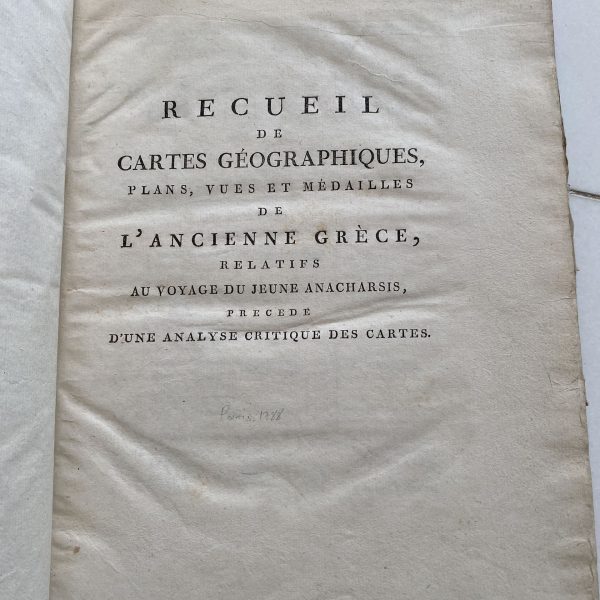 RECUEIL
DE
CARTES GÉOGRAPHIQUES,
PLANS, VUES ET MÉDAILLES
DE
L'ANCIENNE GRÈCE,
RELATIFS
AU VOYAGE DU JEUNE ANACHARSIS,
PRECEDE
D'UNE ANALYSE CRITIQUE DES CARTES.
Paris, 1788